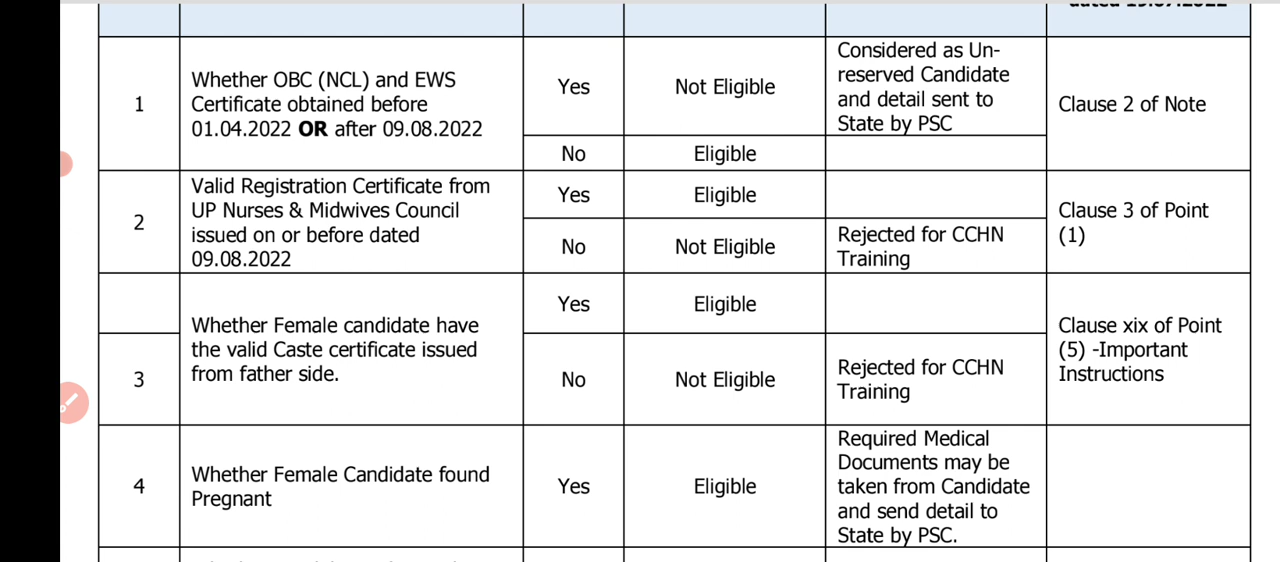 dated 19.07.2022
Considered as Un-
reserved Candidate
and detail sent to
State by PSC
Whether OBC (NCL) and EWS
Certificate obtained before
01.04.2022 OR after 09.08.2022
1
Yes
Not Eligible
Clause 2 of Note
No
Eligible
Valid Registration Certificate from
UP Nurses & Midwives Council
issued on or before dated
09.08.2022
2
Yes
Eligible
Clause 3 of Point
(1)
No
Not Eligible
Rejected for CCHN
Training
Yes
Eligible
Whether Female candidate have
the valid Caste certificate issued
from father side.
Clause xix of Point
(5) -Important
Instructions
3
No
Not Eligible
Rejected for CCHN
Training
4
Whether Female Candidate found
Pregnant
Yes
Eligible
Required Medical
Documents may be
taken from Candidate
and send detail to
State by PSC.